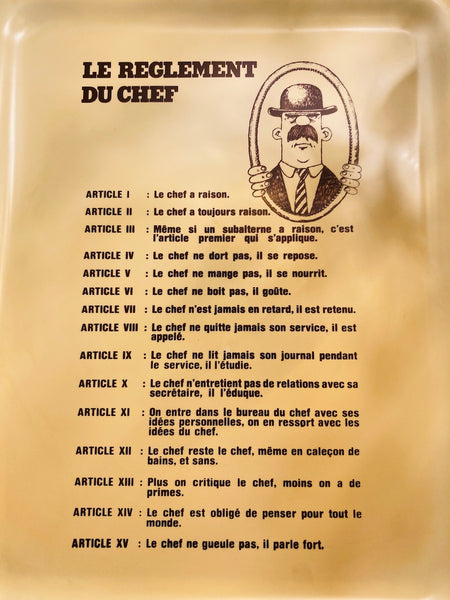 LE REGLEMENT
DU CHEF
ARTICLE I : Le chef a raison.
ARTICLE II : Le chef a toujours raison.
ARTICLE III : Même si un subalterne a raison, c'est
l'article premier qui s'applique.
ARTICLE IV : Le chef ne dort pas, il se repose.
ARTICLE V : Le chef ne mange pas, il se nourrit.
ARTICLE VI : Le chef ne boit pas, il goûte.
ARTICLE VII : Le chef n'est jamais en retard, il est retenu.
ARTICLE VIII : Le chef ne quitte jamais son service, il est
appelé.
ARTICLE IX : Le chef ne lit jamais son journal pendant
le service, il l'étudie.
ARTICLE X : Le chef n'entretient pas de relations avec sa
secrétaire, il l'éduque.
ARTICLE XI : On entre dans le bureau du chef avec ses
idées personnelles, on en ressort avec les
idées du chef.
ARTICLE XII : Le chef reste le chef, même en caleçon de
bains, et sans.
ARTICLE XIII : Plus on critique le chef, moins on a de
primes.
ARTICLE XIV : Le chef est obligé de penser pour tout le
monde.
ARTICLE XV : Le chef ne gueule pas, il parle fort.